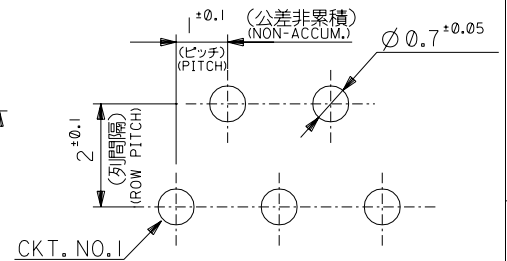 1 ±0.1
(公差非累積)
(NON-ACCUM.)
(ピッチ)
(PITCH)
Ø 0.7 ±0.05
2 ±0.1
(列間隔)
(ROW PITCH)
CKT. NO.1